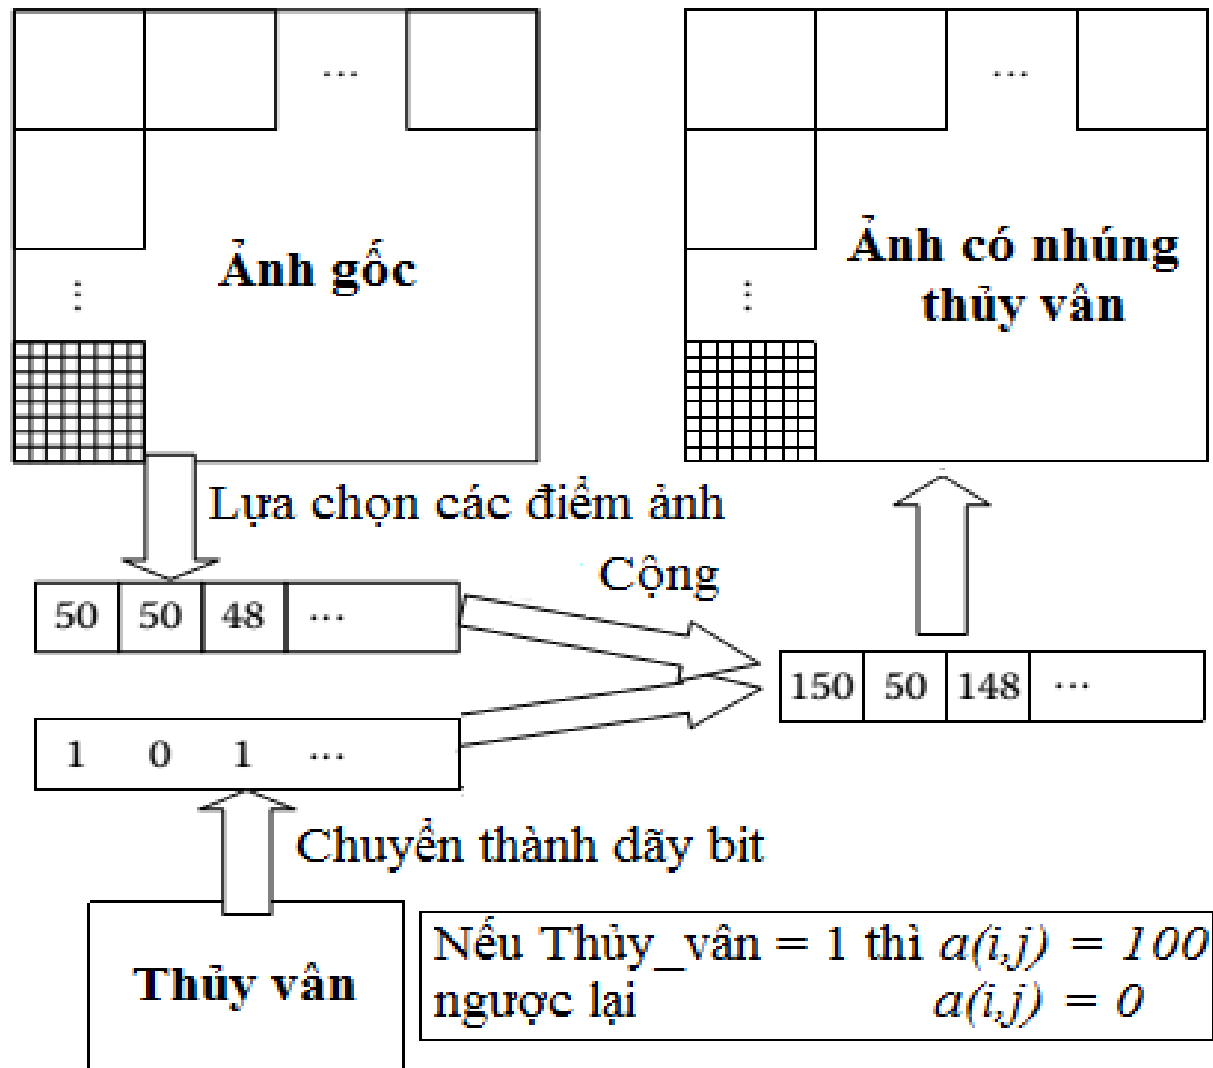 ...
...
Ảnh gốc
Ảnh có nhúng
thủy vân
...
...
Lựa chọn các điểm ảnh
Cộng
50 50 48 ...
150 50 148 ...
1 0 1 ...
Chuyển thành dãy bit
Thủy vân
Nếu Thủy_vân = 1 thì a(i,j) = 100
ngược lại a(i,j) = 0